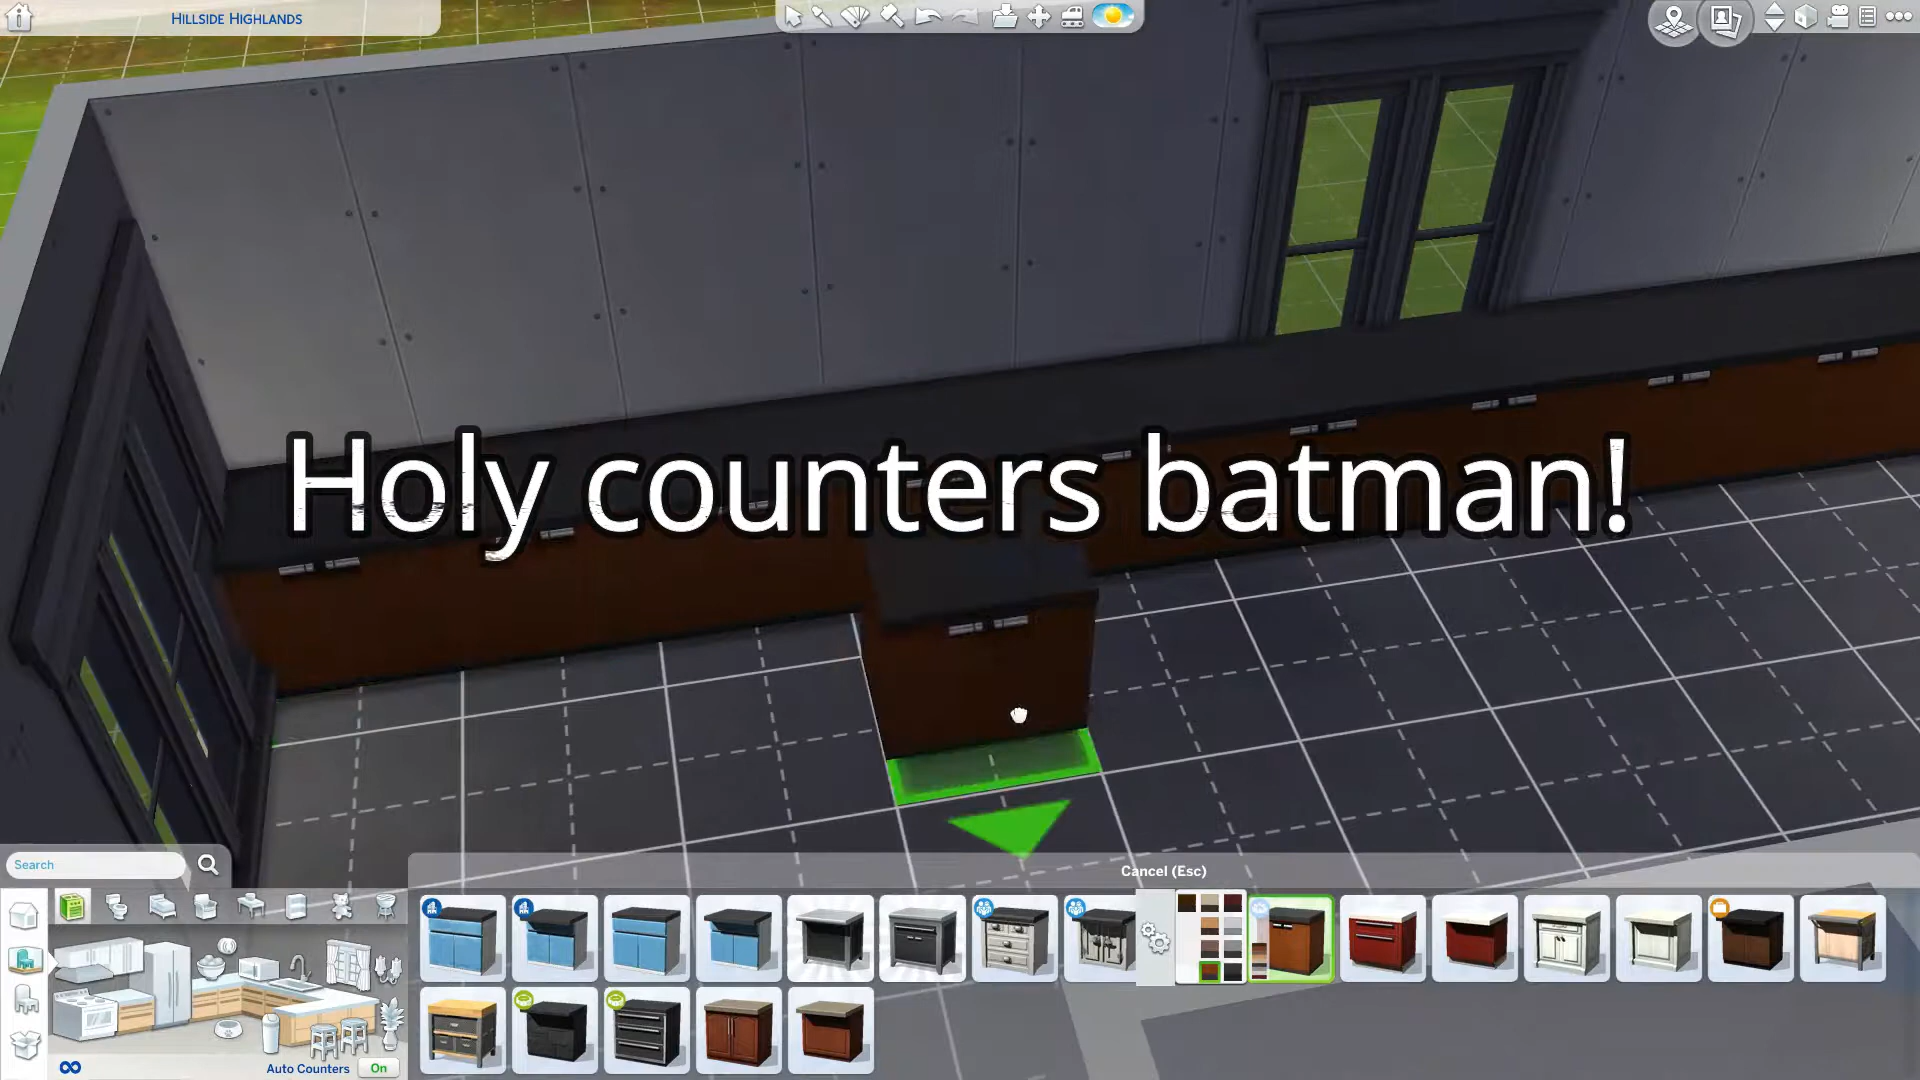 HILLSIDE HIGHLANDS
Holy counters batman!
Search
Cancel (Esc)
Auto Counters On